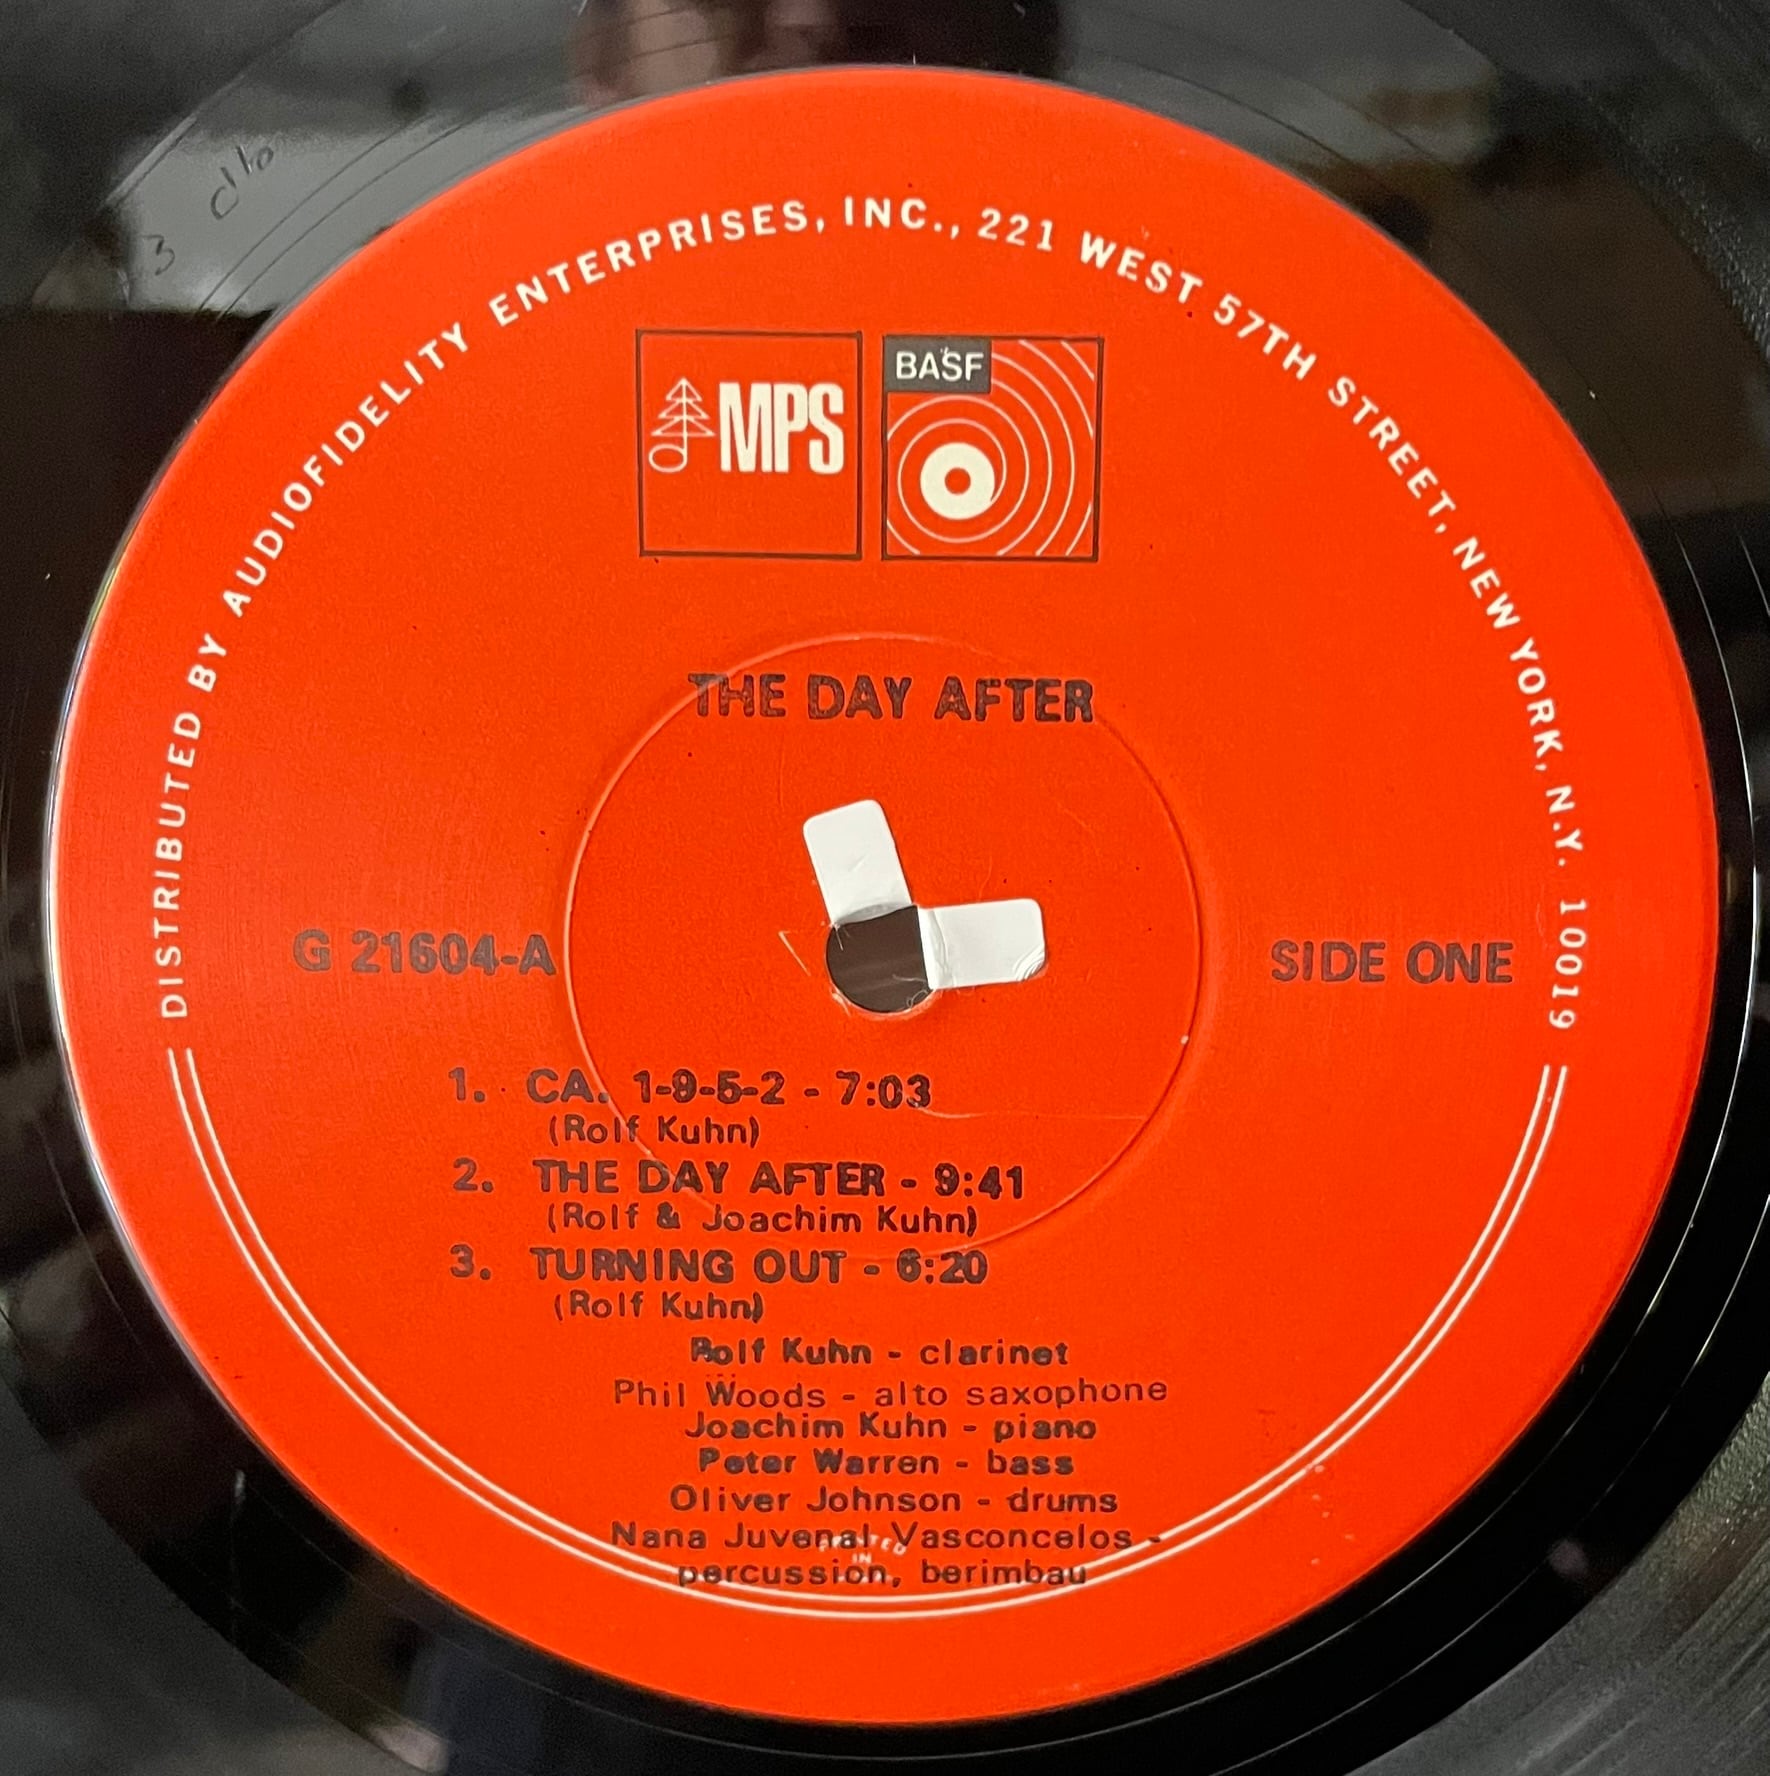 DISTRIBUTED BY AUDIOFIDELITY ENTERPRISES, INC., 221 WEST 57TH STREET, NEW YORK, N.Y. 10019
MPS
BASF
THE DAY AFTER
G 21604-A
SIDE ONE
1. CA. 1-9-5-2 - 7:03
(Rolf Kuhn)
2. THE DAY AFTER - 9:41
(Rolf & Joachim Kuhn)
3. TURNING OUT - 6:20
(Rolf Kuhn)
Rolf Kuhn - clarinet
Phil Woods - alto saxophone
Joachim Kuhn - piano
Peter Warren - bass
Oliver Johnson - drums
Nana Juvenal Vasconcelos -
percussion, berimbau
PRINTED
IN